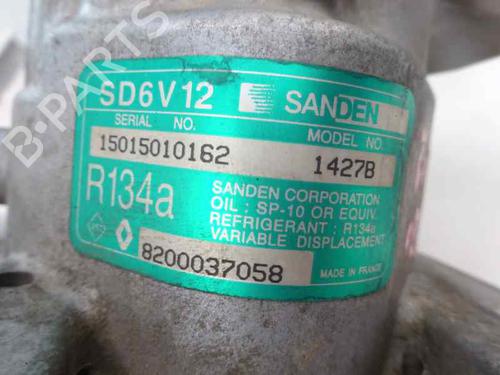 SD6V12 SANDEN
SERIAL NO. MODEL NO.
15015010162 1427B
R134a
SANDEN CORPORATION
OIL : SP-10 OR EQUIV.
REFRIGERANT : R134a
VARIABLE DISPLACEMENT
8200037058
MADE IN FRANCE
B-PARTS